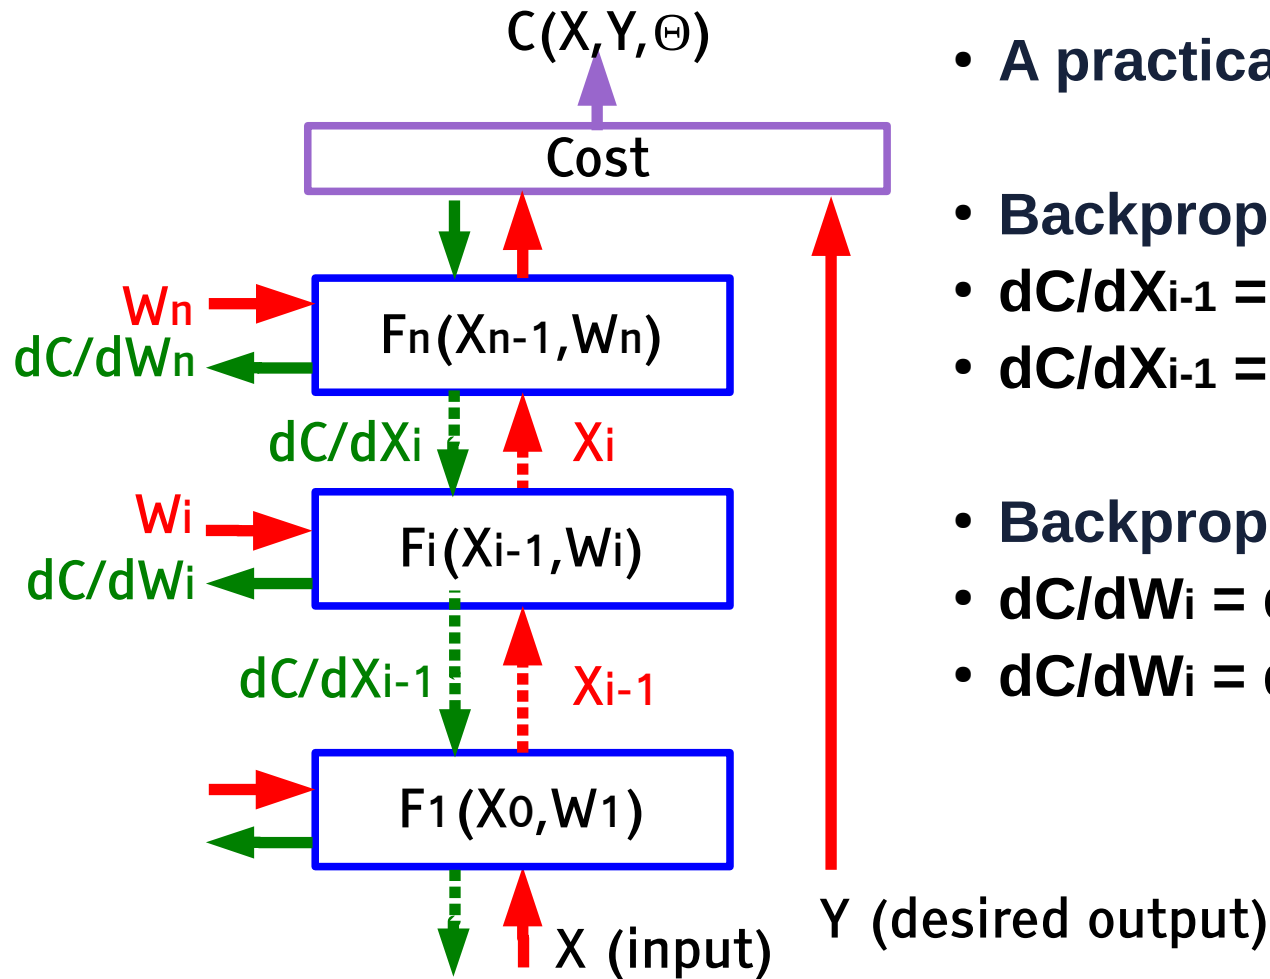 C(X,Y,Θ)
Cost
Wn
dC/dWn
Fn(Xn-1,Wn)
dC/dXi
Xi
Wi
dC/dWi
Fi(Xi-1,Wi)
dC/dXi-1
Xi-1
F1(X0,W1)
X (input)
Y (desired output)
• A
• Backprop
• dC/dXi-1 =
• dC/dXi-1 =
• Backprop
• dC/dWi =
• dC/dWi =